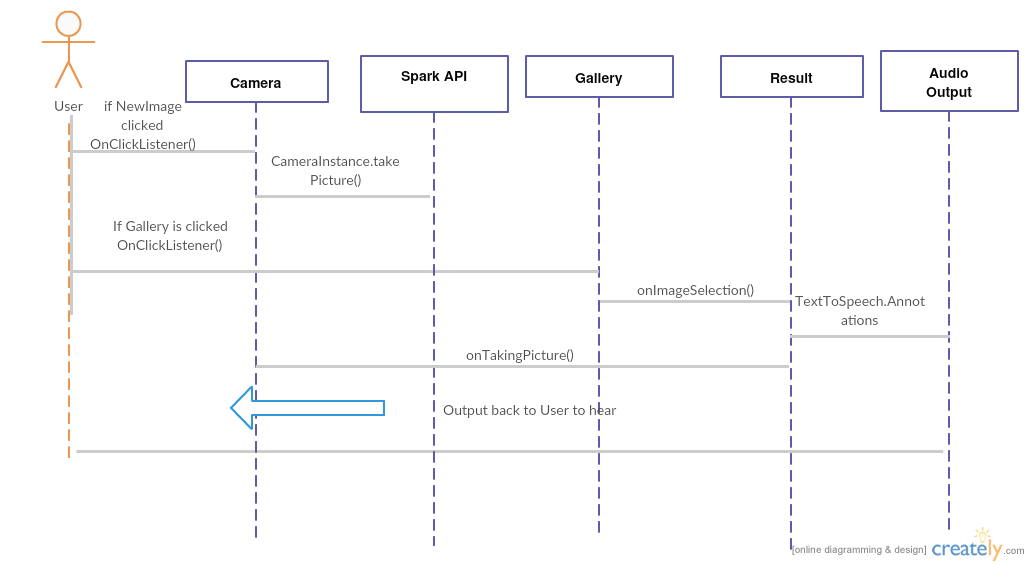 Camera
Spark API
Gallery
Result
Audio
Output
User
if NewImage
clicked
OnClickListener()
CameraInstance.take
Picture()
If Gallery is clicked
OnClickListener()
onImageSelection()
TextToSpeech.Annot
ations
onTakingPicture()
Output back to User to hear
[online diagramming & design] creately.com